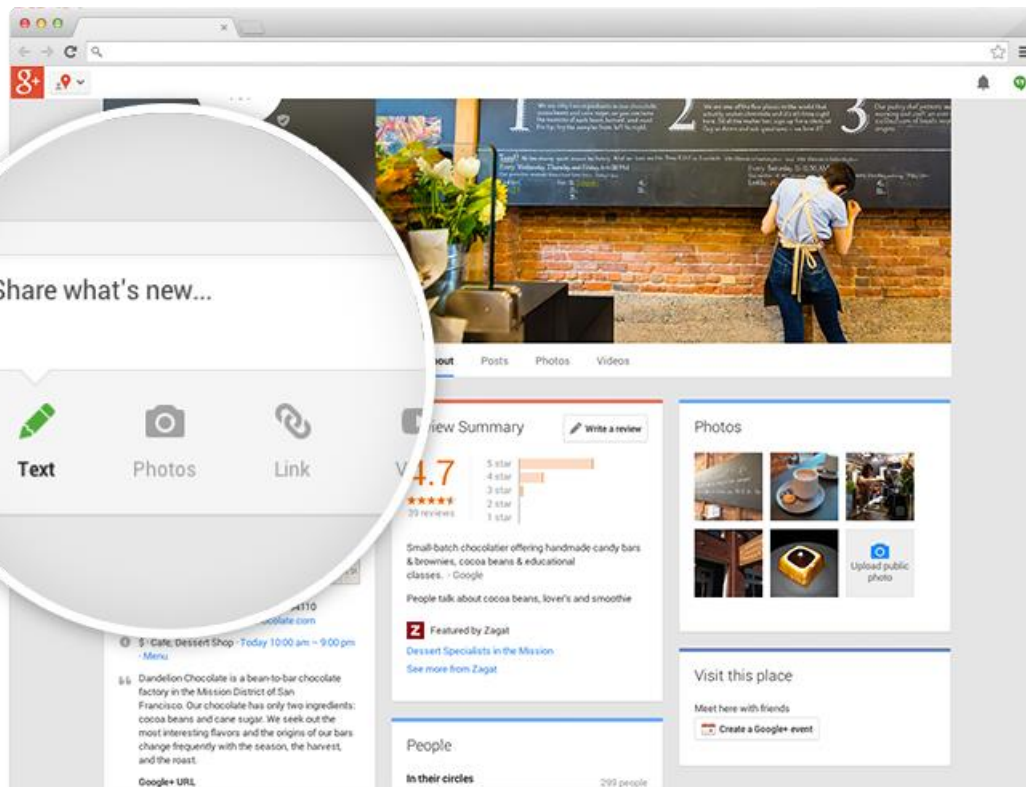 8+
1
2
3
Share what's new...
Text
Photos
Link
Posts
Photos
Videos
Summary
Write a review
4.7
39 reviews
5 star
4 star
3 star
2 star
1 star
Small-batch chocolatier offering handmade candy bars
& brownies, cocoa beans & educational
classes. - Google
People talk about cocoa beans, lover's and smoothie
Z Featured by Zagat
Dessert Specialists in the Mission
See more from Zagat
People
In their circles
299 people
Photos
Upload public
photo
Visit this place
Meet here with friends
Create a Google+ event
$ · Cafe, Dessert Shop · Today 10:00 am – 9:00 pm
· Menu
Dandelion Chocolate is a bean-to-bar chocolate
factory in the Mission District of San
Francisco. Our chocolate has only two ingredients:
cocoa beans and cane sugar. We seek out the
most interesting flavors and the origins of our bars
change frequently with the season, the harvest,
and the roast.
Google+ URL